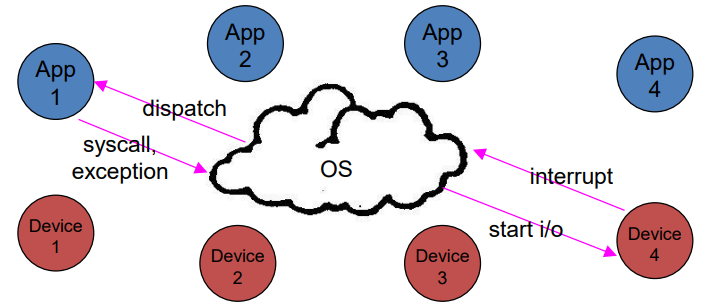 App
1
App
2
App
3
App
4
dispatch
syscall,
exception
OS
interrupt
start i/o
Device
1
Device
2
Device
3
Device
4